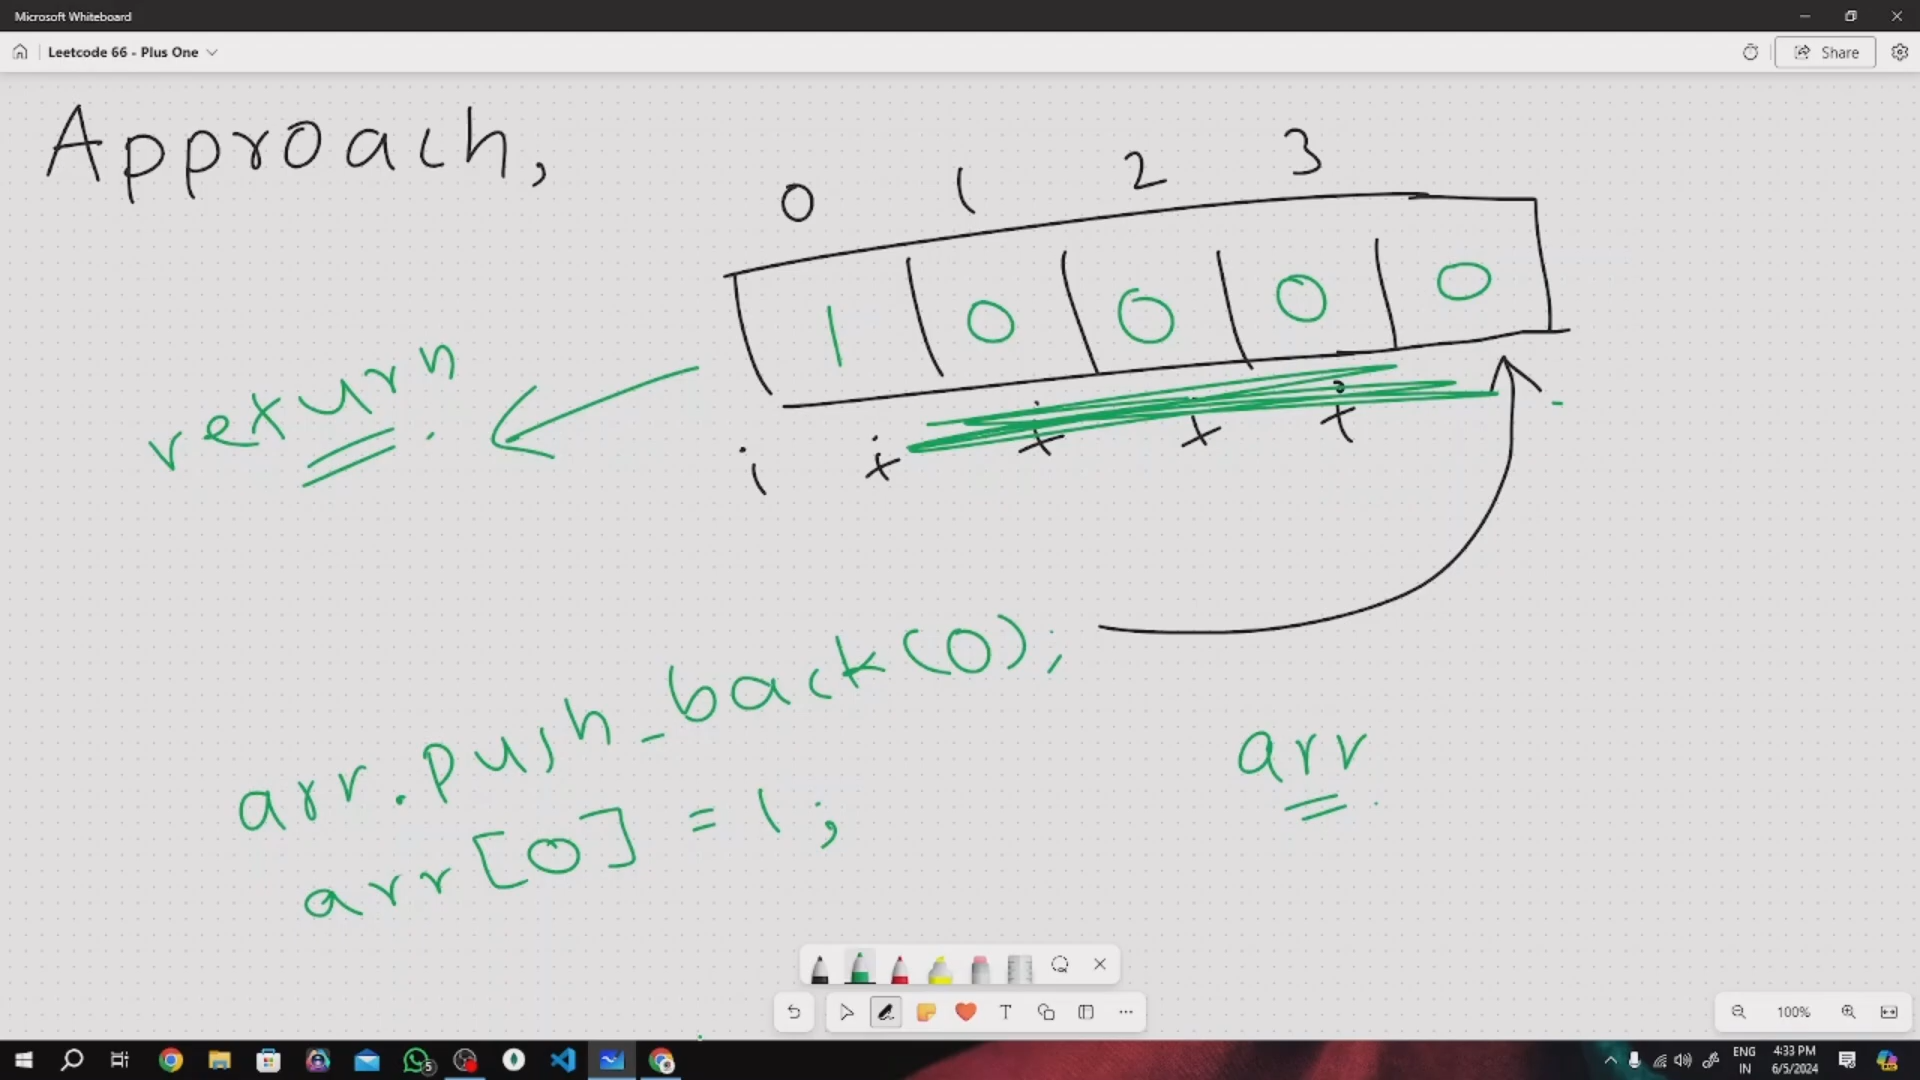 Microsoft Whiteboard
Leetcode 66 - Plus One
Share
Approach,
0 1 2 3
1 0 0 0 0
return.
i i i i i
arr.push_back(0);
arr[0] = 1;
arr
100%
5
ENG
IN
4:33 PM
6/5/2024